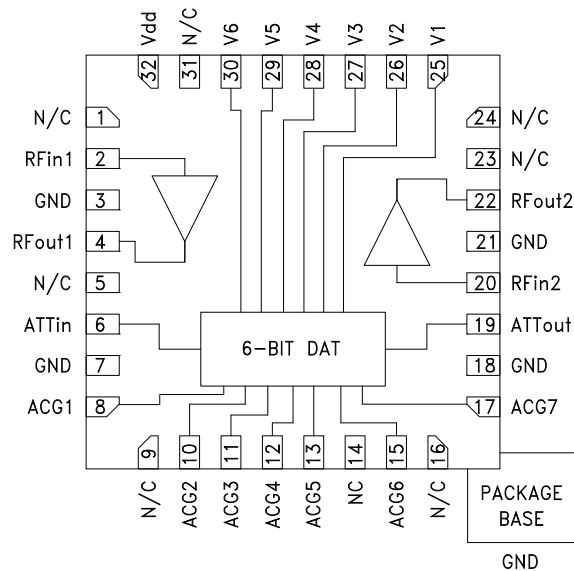 Vdd
N/C
V6
V5
V4
V3
V2
V1
32
31
30
29
28
27
26
25
N/C 1
RFin1 2
GND 3
RFout1 4
N/C 5
ATTin 6
GND 7
ACG1 8
24 N/C
23 N/C
22 RFout2
21 GND
20 RFin2
19 ATTout
18 GND
17 ACG7
6-BIT DAT
9
10
11
12
13
14
15
16
N/C
ACG2
ACG3
ACG4
ACG5
NC
ACG6
N/C
PACKAGE
BASE
GND